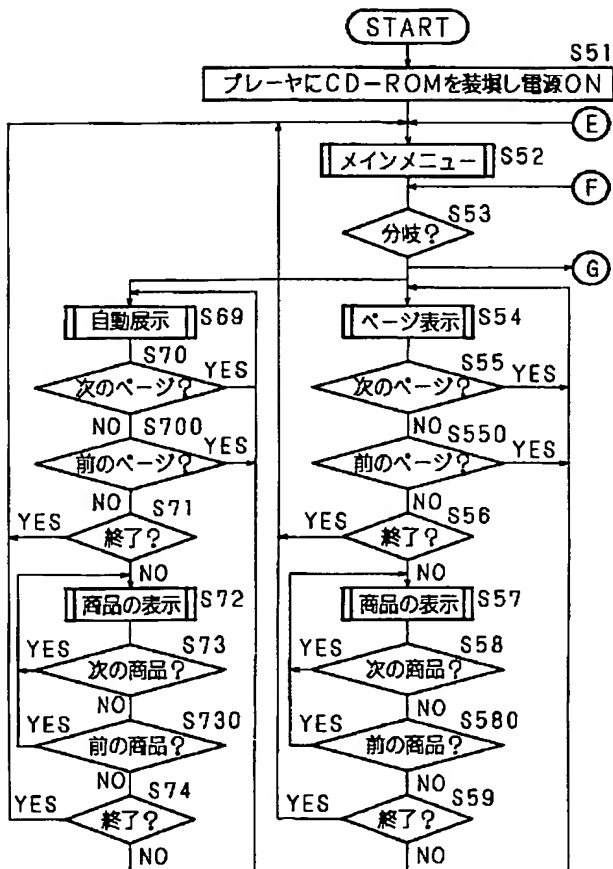 START
S51
プレーヤにCD-ROMを装填し電源ON
E
メインメニュー S52
F
S53
分岐?
G
自動展示 S69
S70
次のページ? YES
NO S700
前のページ? YES
NO S71
YES 終了?
NO
商品の表示 S72
S73
YES 次の商品?
NO S730
YES 前の商品?
NO S74
YES 終了?
NO
ページ表示 S54
S55
次のページ? YES
NO S550
前のページ? YES
NO S56
YES 終了?
NO
商品の表示 S57
S58
YES 次の商品?
NO S580
YES 前の商品?
NO S59
YES 終了?
NO